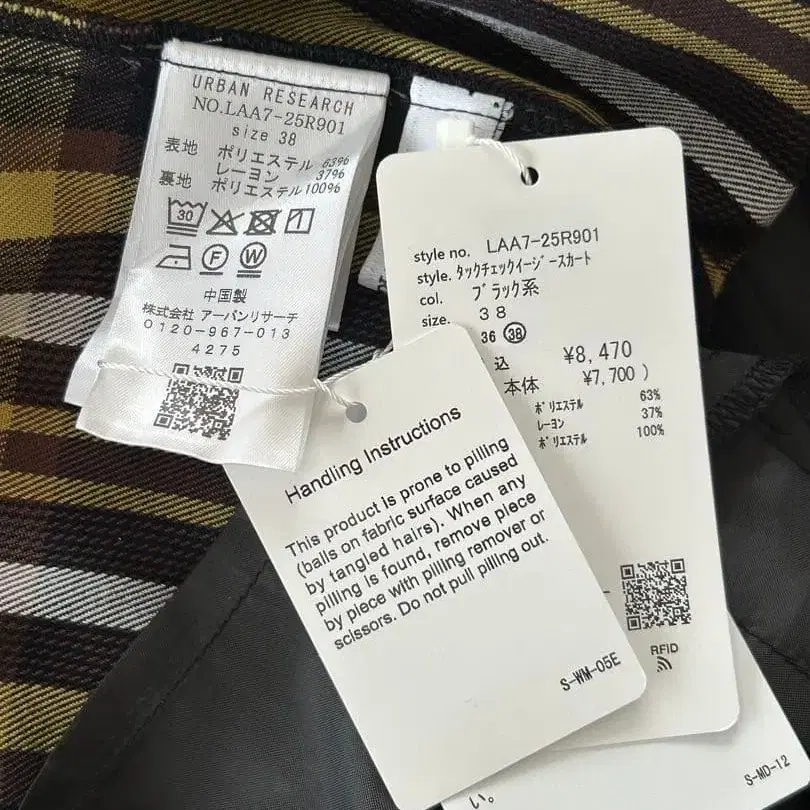 URBAN RESEARCH
NO.LAA7-25R901
size 38
表地 ポリエステル 63%
レーヨン 37%
裏地 ポリエステル100%
30
F W
中国製
株式会社 アーバンリサーチ
0120-967-013
4275
style no. LAA7-25R901
style. ﾀｯｸﾁｪｯｸｲｰｼﾞｰｽｶｰﾄ
col. ﾌﾞﾗｯｸ系
size. 38
36 38
込 ¥8,470
本体 ¥7,700 )
ﾎﾟﾘｴｽﾃﾙ 63%
ﾚｰﾖﾝ 37%
ﾎﾟﾘｴｽﾃﾙ 100%
RFID
Handling Instructions
This product is prone to pilling
(balls on fabric surface caused
by tangled hairs). When any
pilling is found, remove piece
by piece with pilling remover or
scissors. Do not pull pilling out.
S-WM-05E
い。
S-MD-12